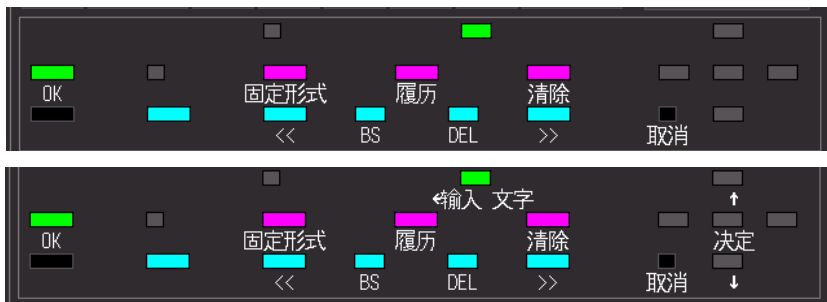 OK 固定形式 履历 清除
<< BS DEL >> 取消
←输入 文字
↑
OK 固定形式 履历 清除 决定
<< BS DEL >> 取消 ↓